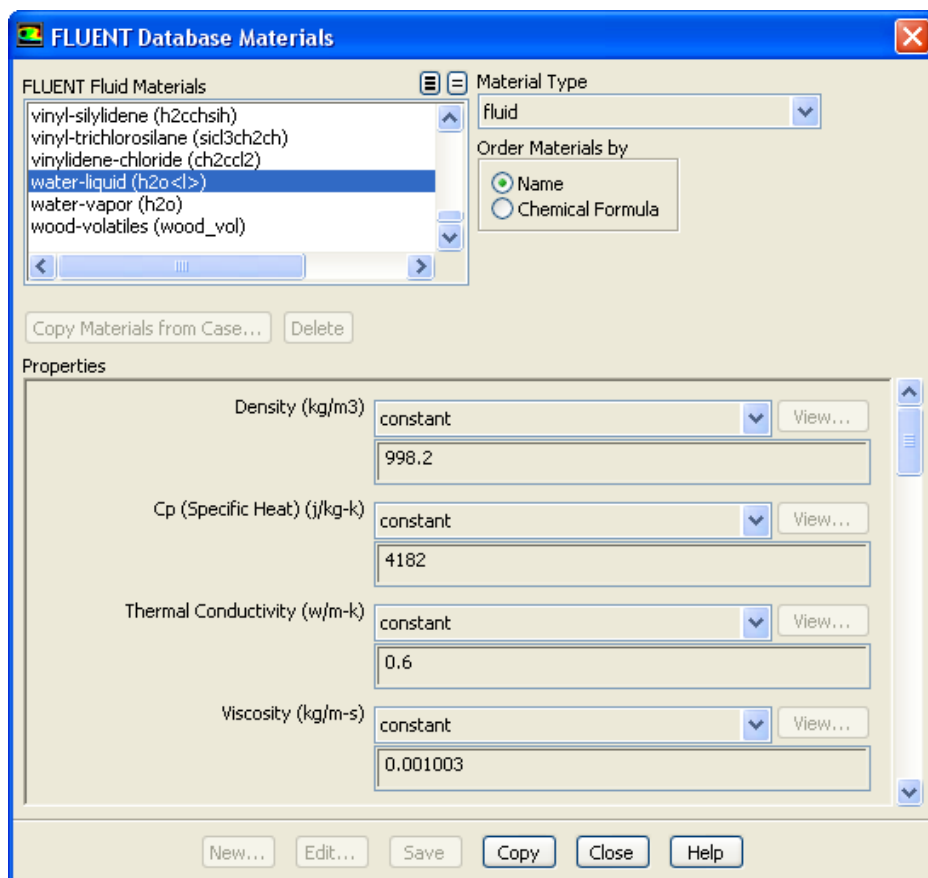 FLUENT Database Materials
FLUENT Fluid Materials
vinyl-silylidene (h2cchsih)
vinyl-trichlorosilane (sicl3ch2ch)
vinylidene-chloride (ch2ccl2)
water-liquid (h2o<l>)
water-vapor (h2o)
wood-volatiles (wood_vol)
Material Type
fluid
Order Materials by
Name
Chemical Formula
Copy Materials from Case... Delete
Properties
Density (kg/m3) constant View...
998.2
Cp (Specific Heat) (j/kg-k) constant View...
4182
Thermal Conductivity (w/m-k) constant View...
0.6
Viscosity (kg/m-s) constant View...
0.001003
New... Edit... Save Copy Close Help